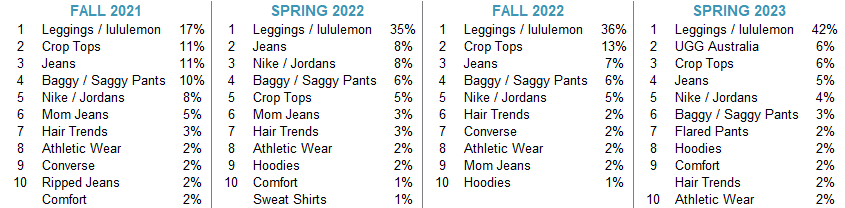 FALL 2021
1 Leggings / lululemon 17%
2 Crop Tops 11%
3 Jeans 11%
4 Baggy / Saggy Pants 10%
5 Nike / Jordans 8%
6 Mom Jeans 5%
7 Hair Trends 3%
8 Athletic Wear 2%
9 Converse 2%
10 Ripped Jeans 2%
Comfort 2%
SPRING 2022
1 Leggings / lululemon 35%
2 Jeans 8%
3 Nike / Jordans 8%
4 Baggy / Saggy Pants 6%
5 Crop Tops 5%
6 Mom Jeans 3%
7 Hair Trends 3%
8 Athletic Wear 2%
9 Hoodies 2%
10 Comfort 1%
Sweat Shirts 1%
FALL 2022
1 Leggings / lululemon 36%
2 Crop Tops 13%
3 Jeans 7%
4 Baggy / Saggy Pants 6%
5 Nike / Jordans 5%
6 Hair Trends 2%
7 Converse 2%
8 Athletic Wear 2%
9 Mom Jeans 2%
10 Hoodies 1%
SPRING 2023
1 Leggings / lululemon 42%
2 UGG Australia 6%
3 Crop Tops 6%
4 Jeans 5%
5 Nike / Jordans 4%
6 Baggy / Saggy Pants 3%
7 Flared Pants 2%
8 Hoodies 2%
9 Comfort 2%
Hair Trends 2%
10 Athletic Wear 2%